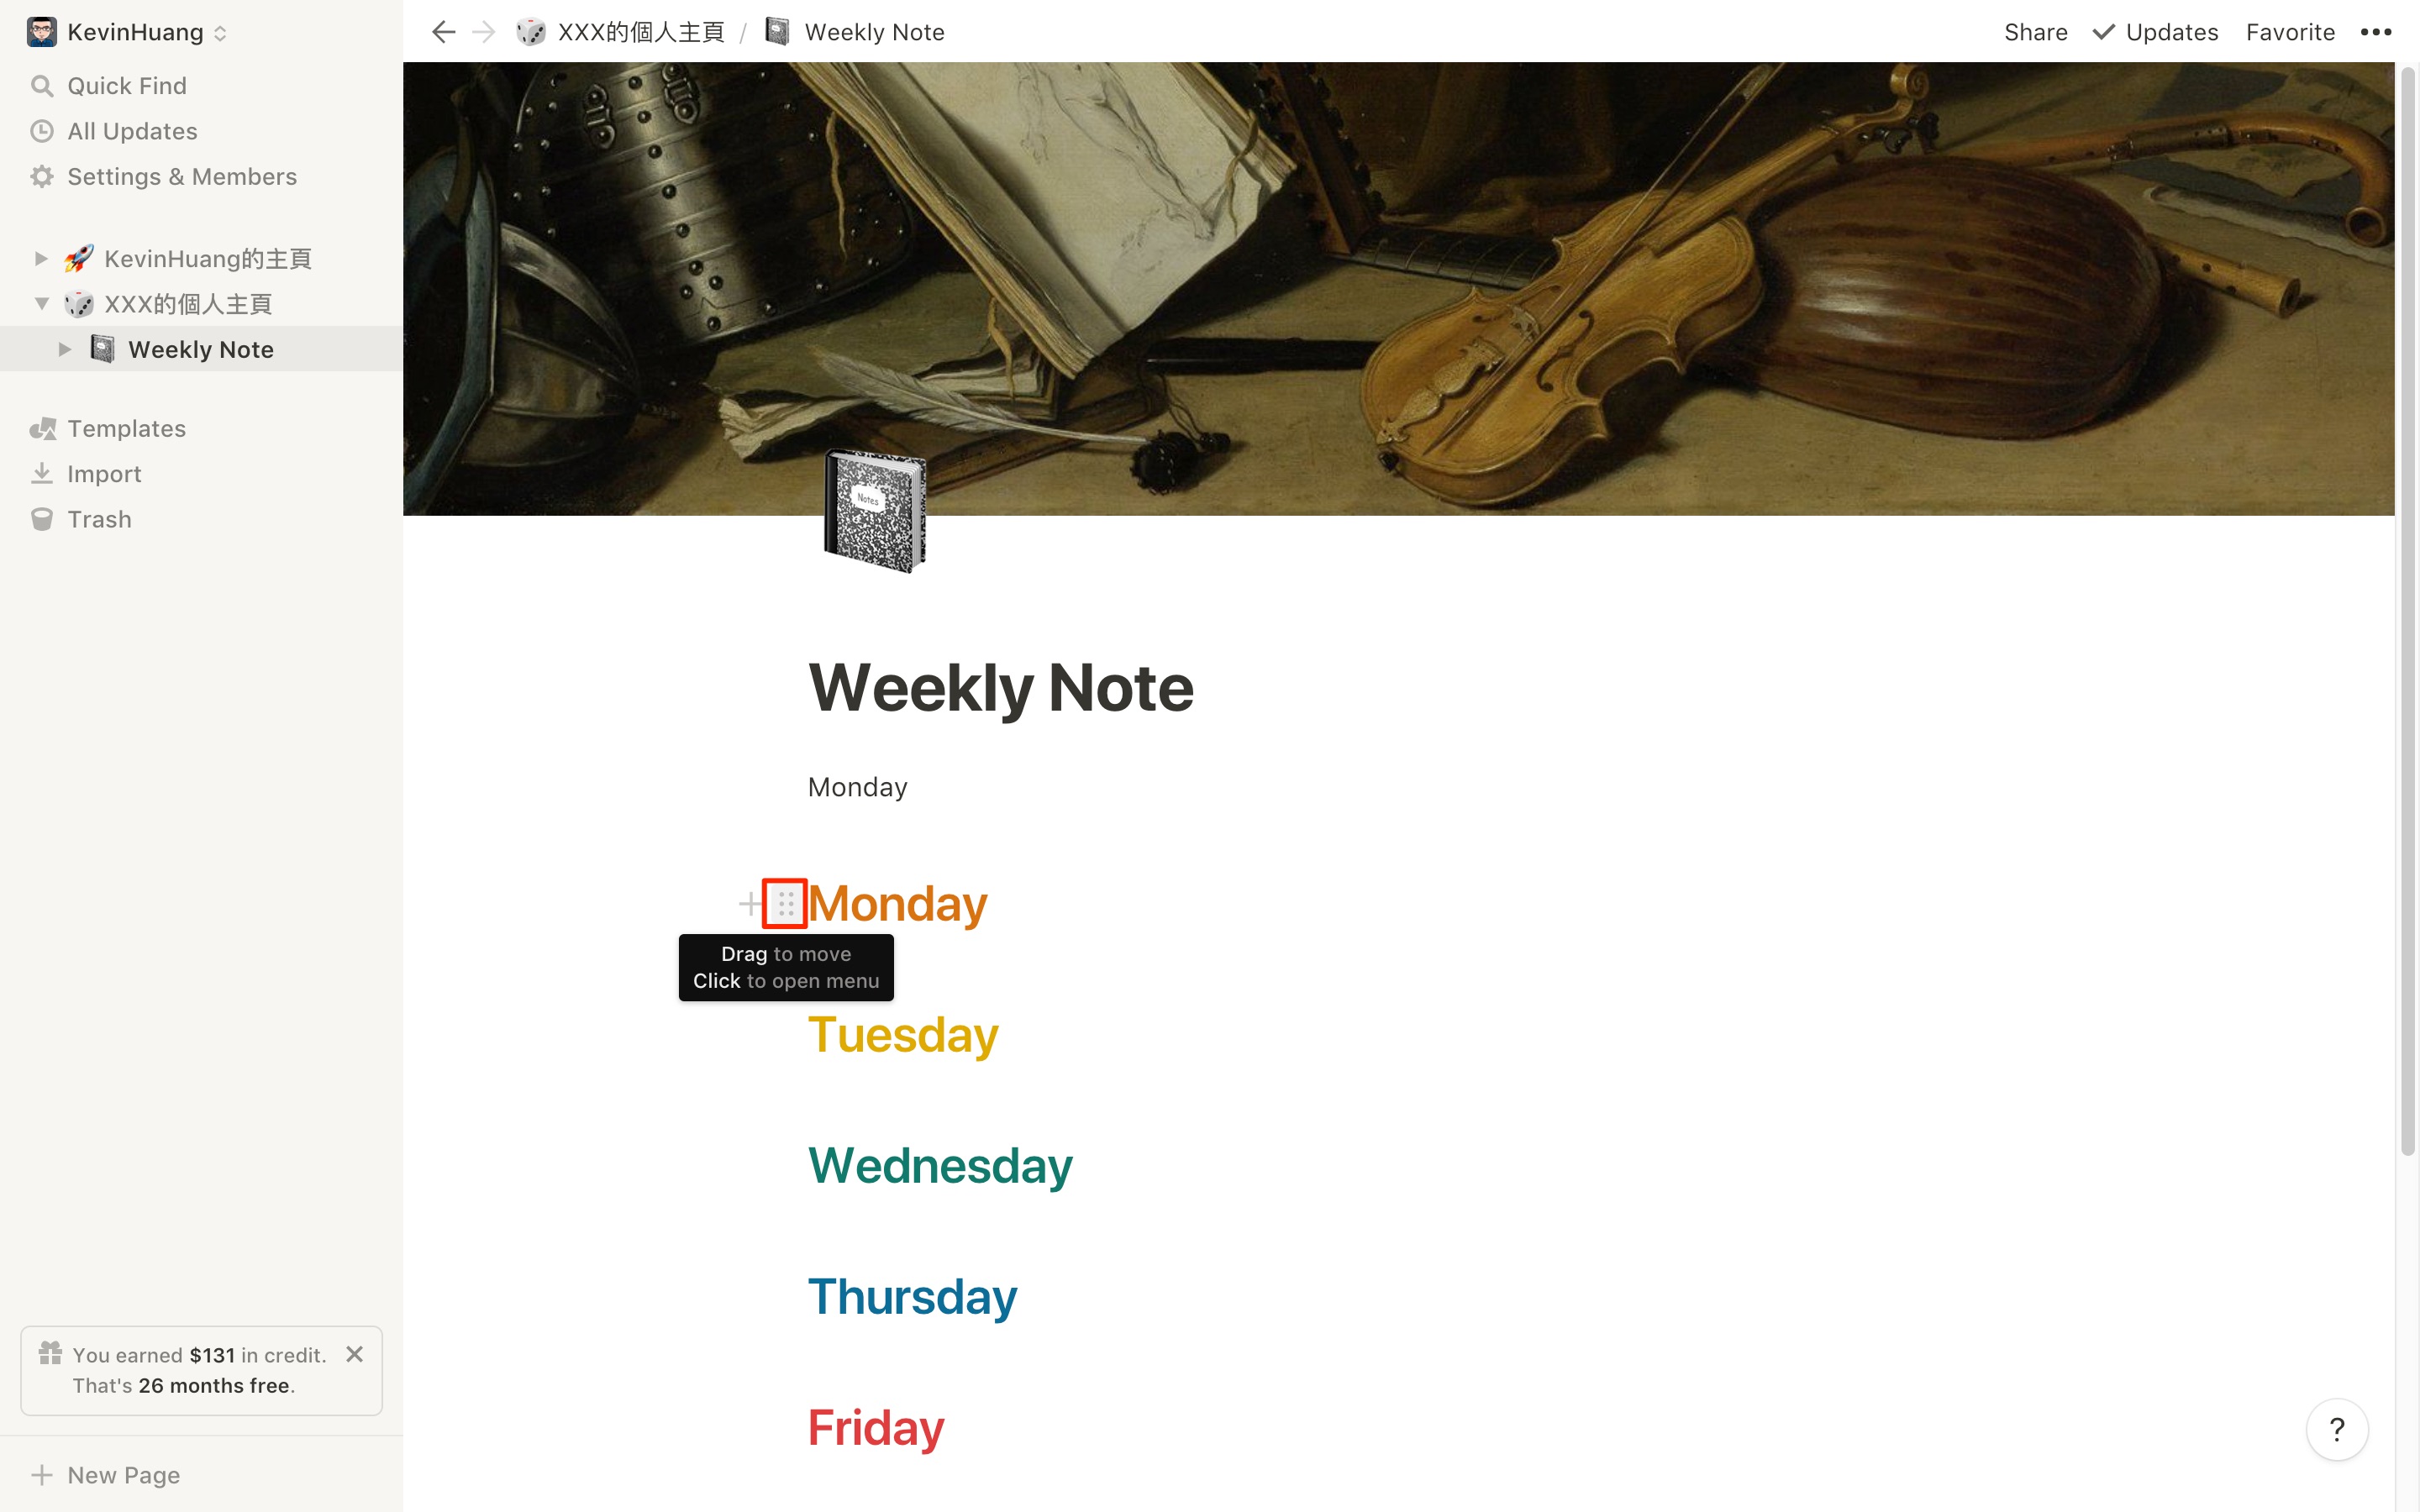 KevinHuang
Quick Find
All Updates
Settings & Members
KevinHuang的主頁
XXX的個人主頁
Weekly Note
Templates
Import
Trash
You earned $131 in credit.
That's 26 months free.
New Page
XXX的個人主頁 / Weekly Note
Share Updates Favorite
Notes
Weekly Note
Monday
Monday
Drag to move
Click to open menu
Tuesday
Wednesday
Thursday
Friday
?